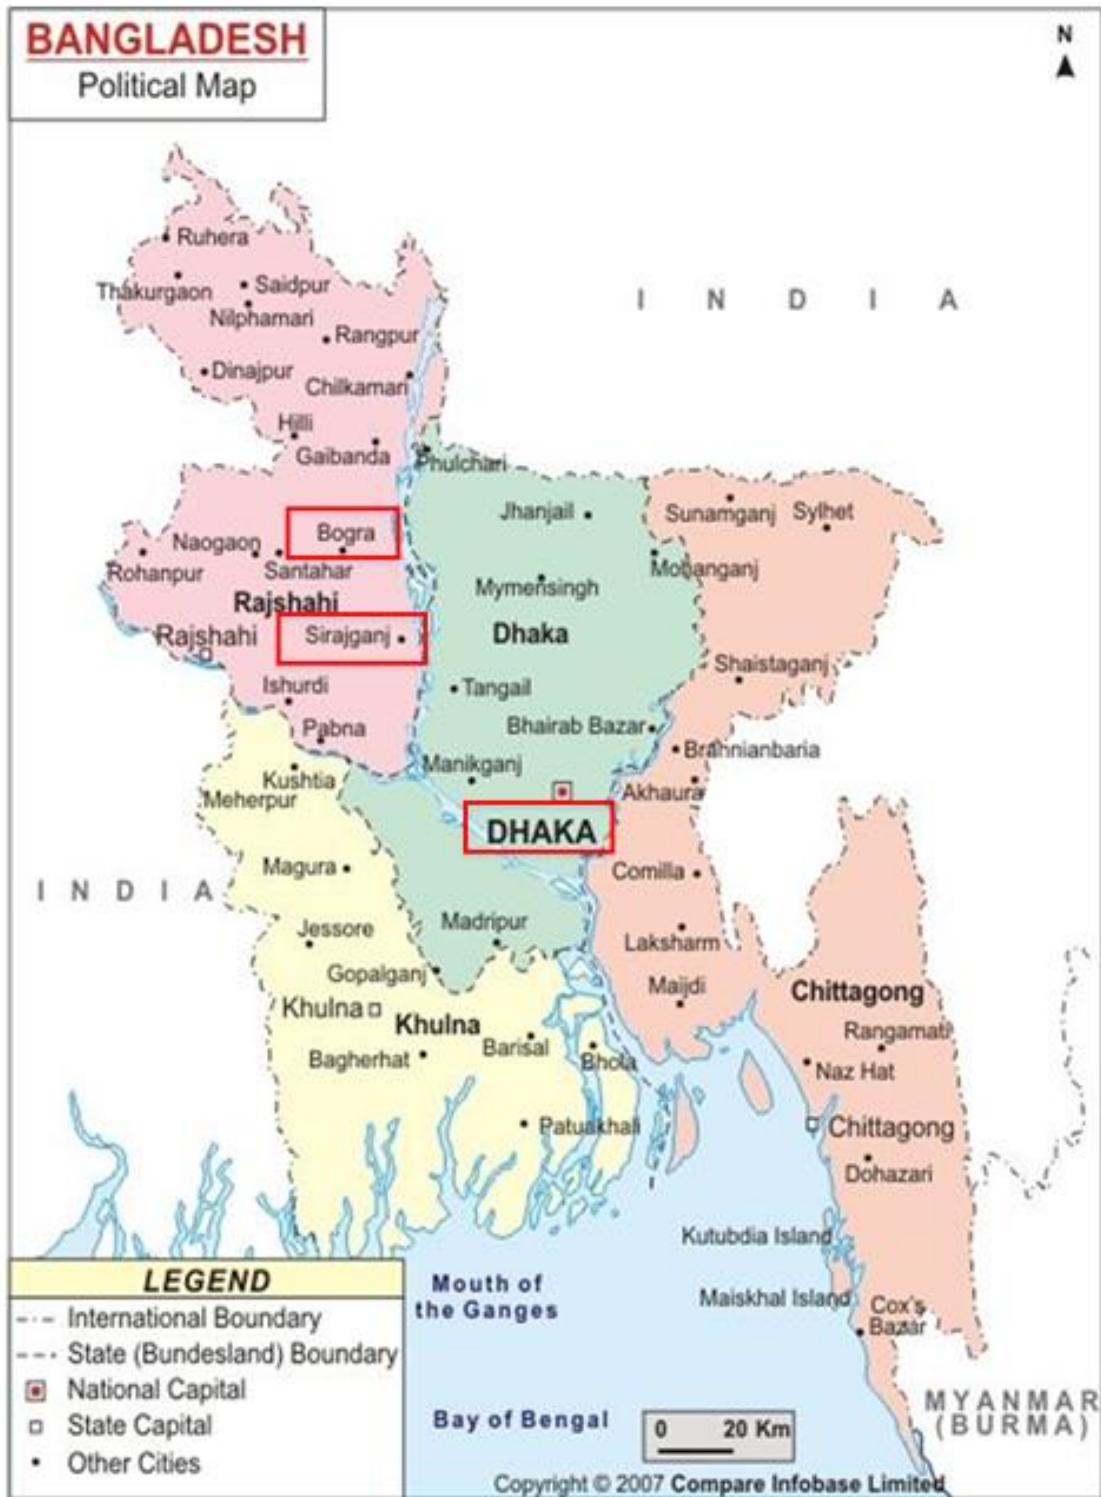 BANGLADESH
Political Map
N
Ruhera
Thakurgaon
Saidpur
Nilphamari
Rangpur
Dinajpur
Chilkamari
INDIA
Hilli
Gaibanda
Phulchari
Jhanjail
Sunamganj
Sylhet
Bogra
Naogaon
Santahar
Rohanpur
Mohanganj
Mymensingh
Rajshahi
Dhaka
Rajshahi
Sirajganj
Shaistaganj
Ishurdi
Tangail
Pabna
Bhairab Bazar
Brahnianbaria
Manikganj
Kushtia
Meherpur
Akhaura
DHAKA
Magura
Comilla
INDIA
Madripur
Jessore
Laksharm
Gopalganj
Maijdi
Chittagong
Khulna
Khulna
Rangamati
Barisal
Bagherhat
Bhola
Naz Hat
Patuakhali
Chittagong
Dohazari
Kutubdia Island
LEGEND
International Boundary
State (Bundesland) Boundary
National Capital
State Capital
Other Cities
Mouth of
the Ganges
Maiskhal Island
Cox's
Bazar
Bay of Bengal
0 20 Km
MYANMAR
(BURMA)
Copyright © 2007 Compare Infobase Limited